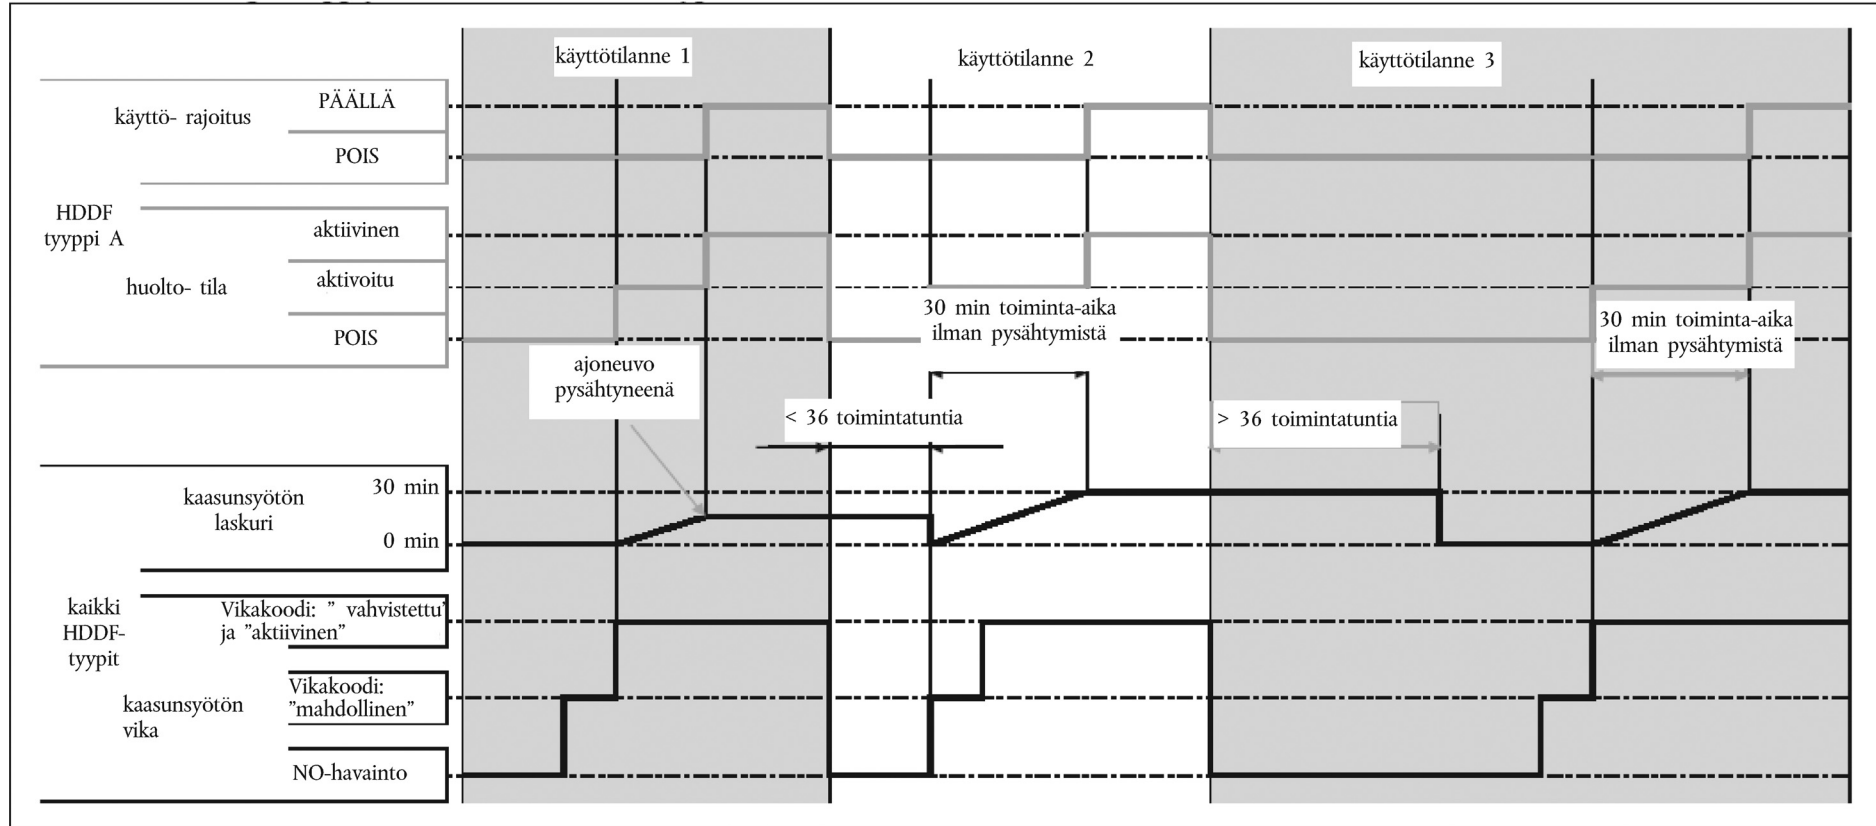 käyttötilanne 1
käyttötilanne 2
käyttötilanne 3
käyttö- rajoitus
PÄÄLLÄ
POIS
HDDF
tyyppi A
huolto- tila
aktiivinen
aktivoitu
POIS
30 min toiminta-aika
ilman pysähtymistä
30 min toiminta-aika
ilman pysähtymistä
ajoneuvo
pysähtyneenä
< 36 toimintatuntia
> 36 toimintatuntia
kaasunsyötön
laskuri
30 min
0 min
kaikki
HDDF-
tyypit
Vikakoodi: ” vahvistettu’
ja ”aktiivinen”
kaasunsyötön
vika
Vikakoodi:
”mahdollinen”
NO-havainto